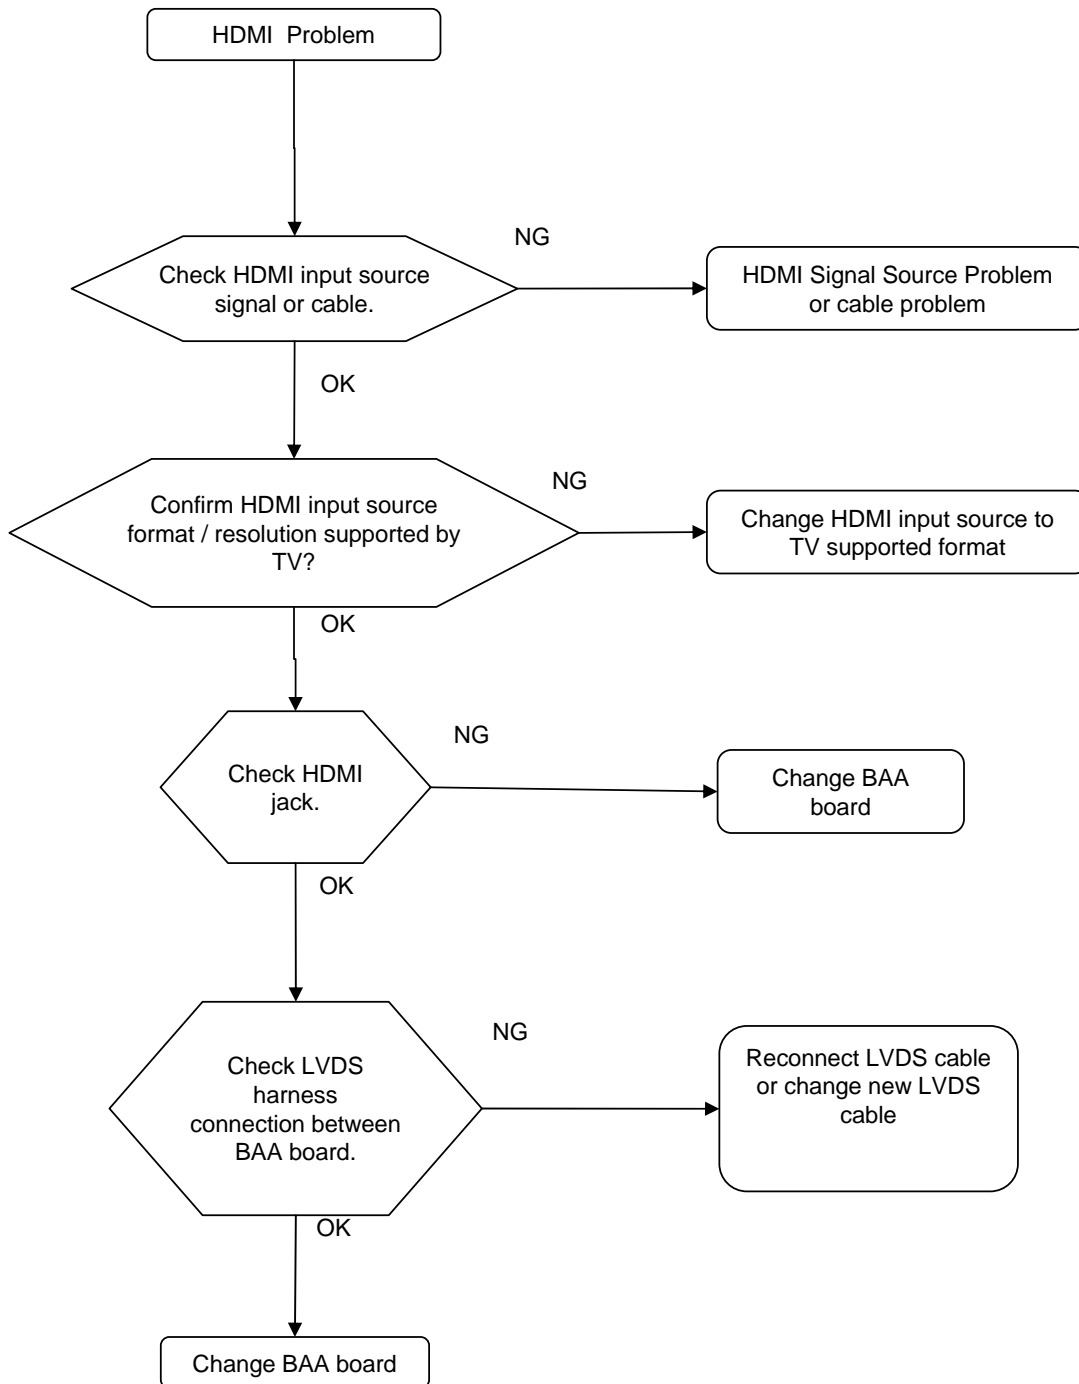 HDMI  Problem
NG
Check HDMI input source
signal or cable.
HDMI Signal Source Problem
or cable problem
OK
NG
Confirm HDMI input source
format / resolution supported by
TV?
Change HDMI input source to
TV supported format
OK
NG
Check HDMI
jack.
Change BAA
board
OK
NG
Check LVDS
harness
connection between
BAA board.
Reconnect LVDS cable
or change new LVDS
cable
OK
Change BAA board